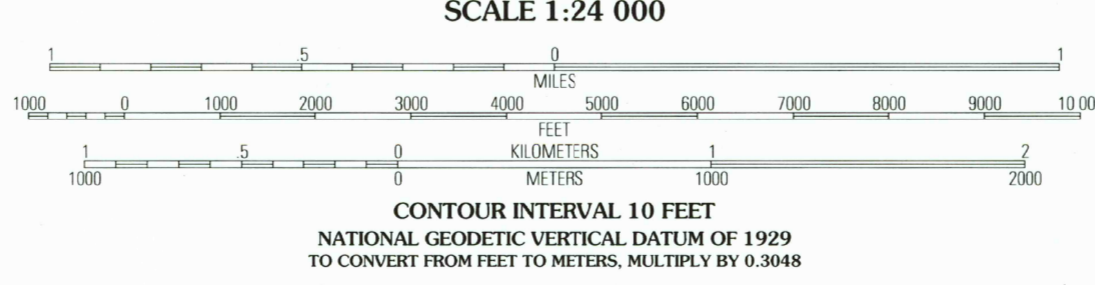 SCALE 1:24 000
1 .5 0 1
MILES
1000 0 1000 2000 3000 4000 5000 6000 7000 8000 9000 10 00
FEET
1 .5 0 KILOMETERS 1 2
1000 0 METERS 1000 2000
CONTOUR INTERVAL 10 FEET
NATIONAL GEODETIC VERTICAL DATUM OF 1929
TO CONVERT FROM FEET TO METERS, MULTIPLY BY 0.3048